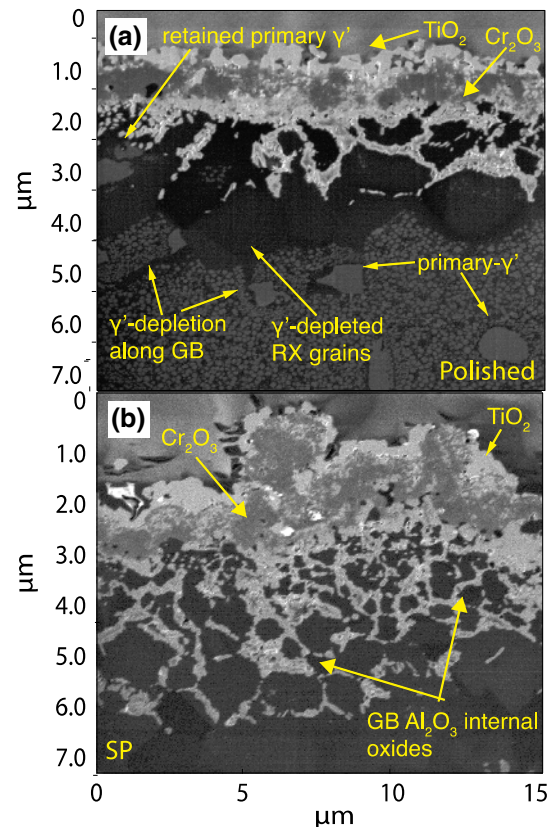 0
1.0
2.0
3.0
4.0
5.0
6.0
7.0
µm
(a)
retained primary γ'
TiO₂
Cr₂O₃
γ'-depletion
along GB
γ'-depleted
RX grains
primary-γ'
Polished
0
1.0
2.0
3.0
4.0
5.0
6.0
7.0
µm
(b)
Cr₂O₃
TiO₂
GB Al₂O₃ internal
oxides
SP
0
5
10
15
µm